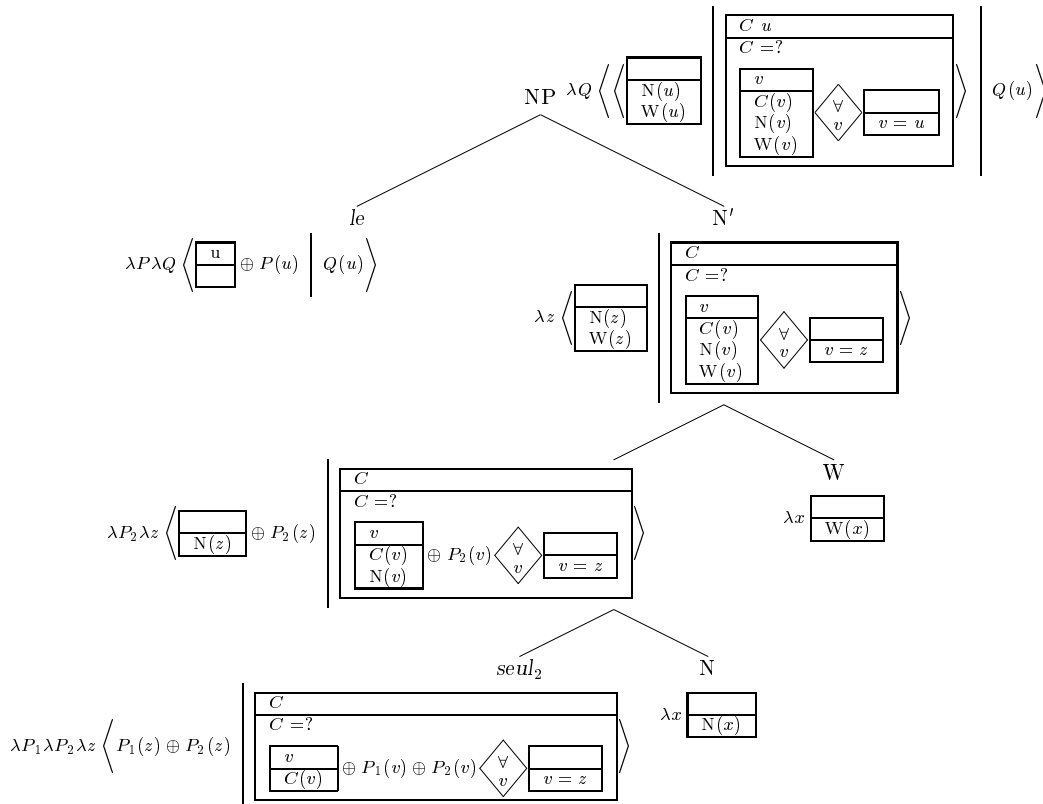 C u
C =?
v
NP λQ ⟨ ⟨ N(u) W(u) | C(v) N(v) W(v) ∀ v v = u ⟩ | Q(u) ⟩
le N′
λPλQ ⟨ u ⊕ P(u) | Q(u) ⟩
C
C =?
v
λz ⟨ N(z) W(z) | C(v) N(v) W(v) ∀ v v = z ⟩
W
λx W(x)
C
C =?
v
λP₂λz ⟨ N(z) ⊕ P₂(z) | C(v) N(v) ⊕ P₂(v) ∀ v v = z ⟩
seul₂ N
λx N(x)
C
C =?
v
λP₁λP₂λz ⟨ P₁(z) ⊕ P₂(z) | C(v) ⊕ P₁(v) ⊕ P₂(v) ∀ v v = z ⟩